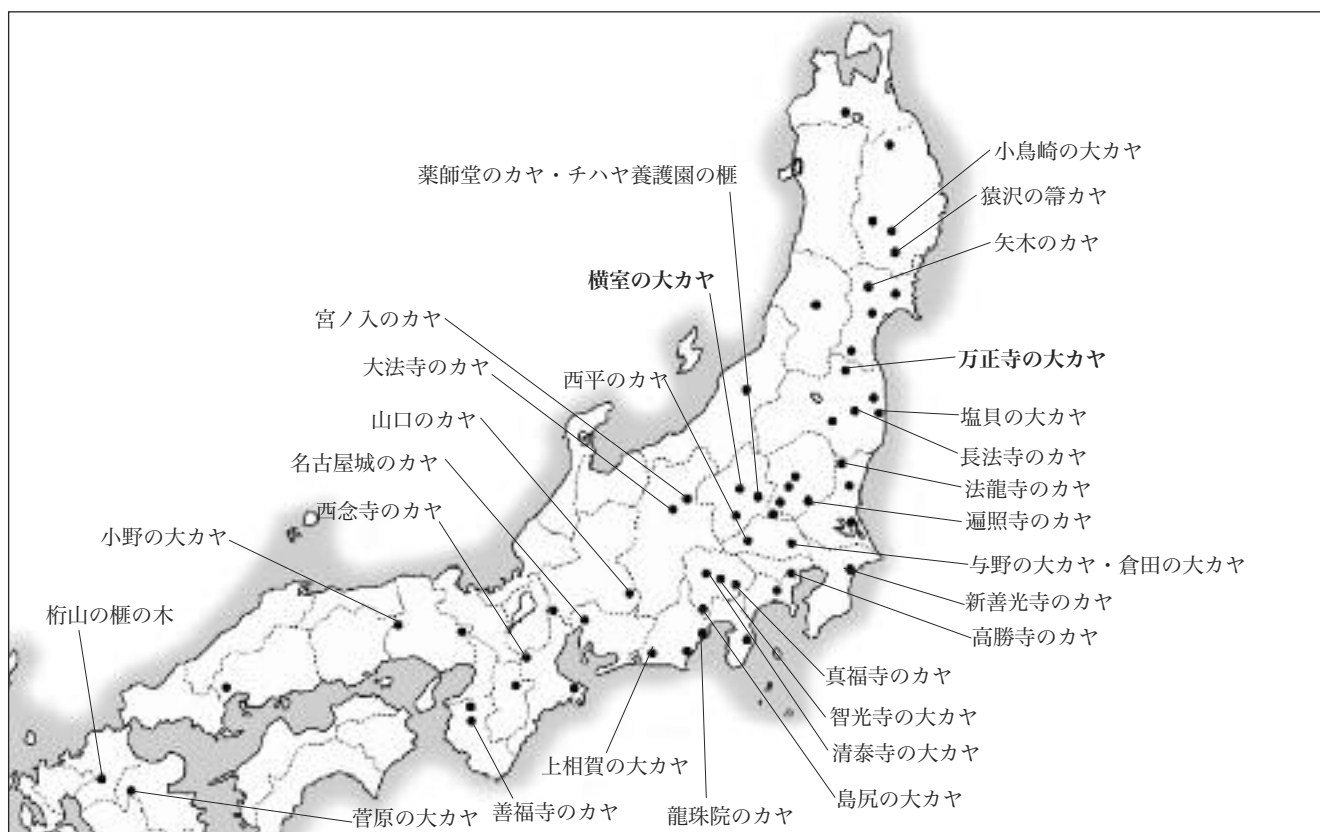 小鳥崎の大カヤ
薬師堂のカヤ・チハヤ養護園の榧
猿沢の箒カヤ
矢木のカヤ
横室の大カヤ
宮ノ入のカヤ
万正寺の大カヤ
大法寺のカヤ
西平のカヤ
山口のカヤ
塩貝の大カヤ
長法寺のカヤ
名古屋城のカヤ
法龍寺のカヤ
西念寺のカヤ
遍照寺のカヤ
小野の大カヤ
与野の大カヤ・倉田の大カヤ
新善光寺のカヤ
桁山の榧の木
高勝寺のカヤ
真福寺のカヤ
智光寺の大カヤ
清泰寺の大カヤ
上相賀の大カヤ
島尻の大カヤ
善福寺のカヤ
龍珠院のカヤ
菅原の大カヤ